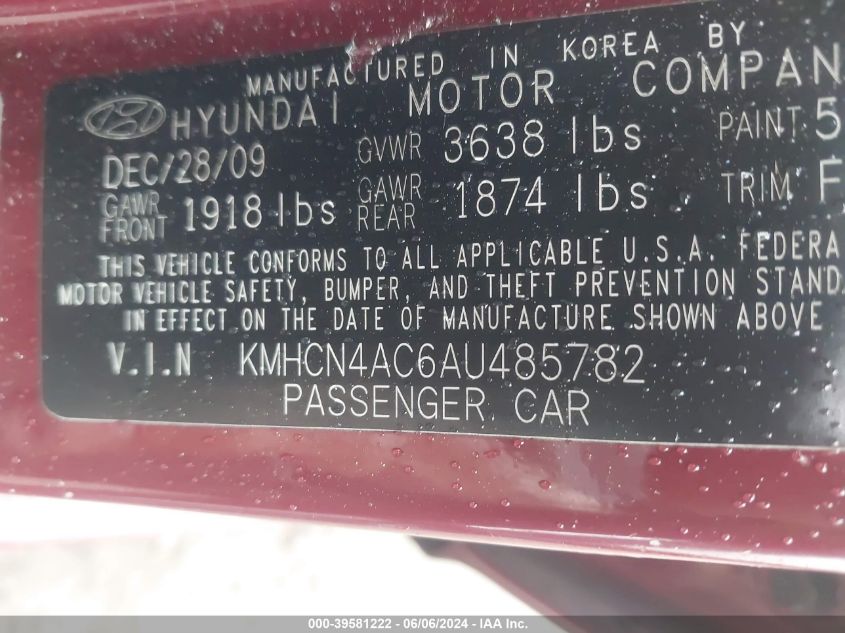 MANUFACTURED IN KOREA BY
HYUNDAI MOTOR COMPAN
DEC/28/09 GVWR 3638 lbs PAINT: 5
GAWR FRONT 1918 lbs GAWR REAR 1874 lbs TRIM: F
THIS VEHICLE CONFORMS TO ALL APPLICABLE U.S.A. FEDERA
MOTOR VEHICLE SAFETY, BUMPER, AND THEFT PREVENTION STAND
IN EFFECT ON THE DATE OF MANUFACTURE SHOWN ABOVE
V.I.N KMHCN4AC6AU485782
PASSENGER CAR
000-39581222 - 06/06/2024 - IAA Inc.